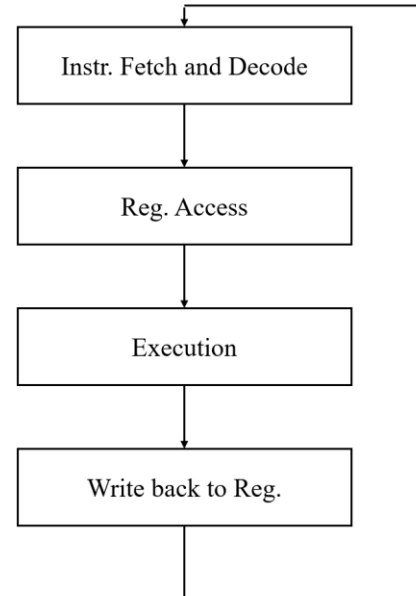 Instr. Fetch and Decode
Reg. Access
Execution
Write back to Reg.